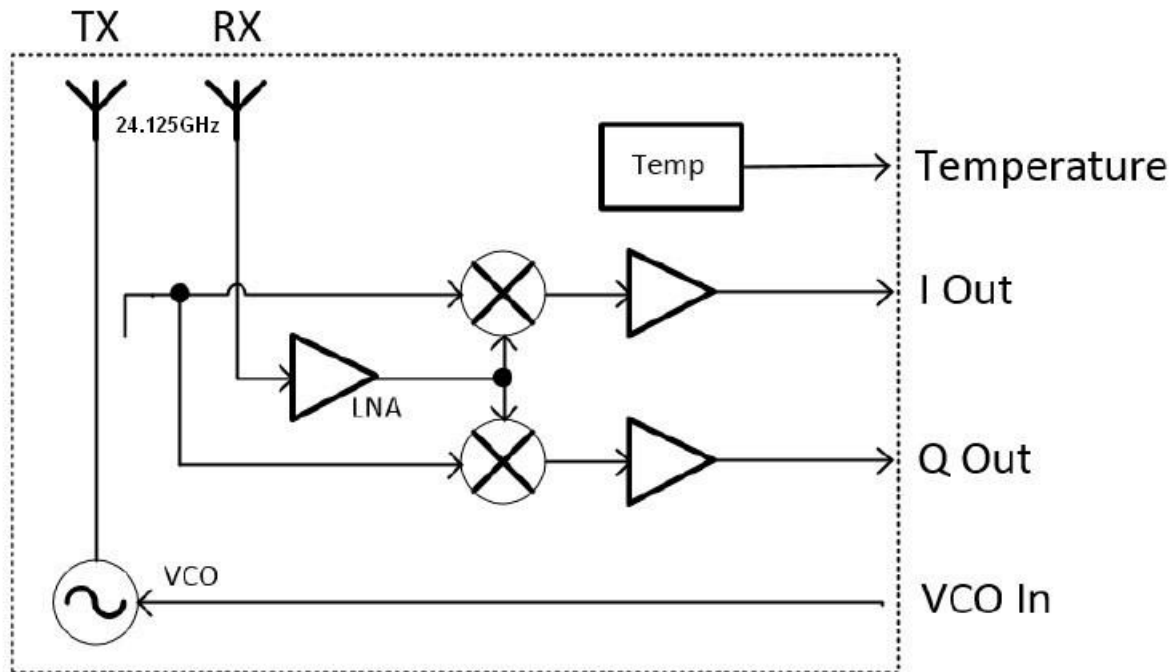 TX
RX
24.125GHz
Temp
Temperature
I Out
LNA
Q Out
VCO
VCO In